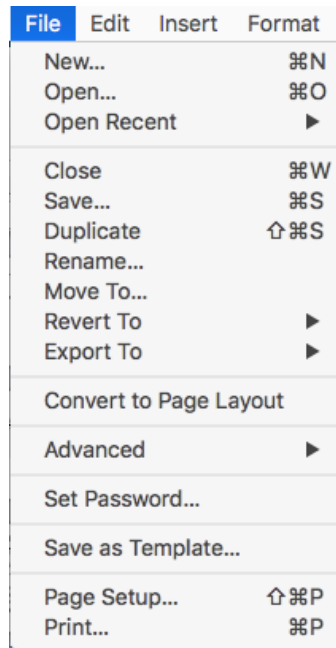 File Edit Insert Format
New... ⌘N
Open... ⌘O
Open Recent ▶
Close ⌘W
Save... ⌘S
Duplicate ⇧⌘S
Rename...
Move To...
Revert To ▶
Export To ▶
Convert to Page Layout
Advanced ▶
Set Password...
Save as Template...
Page Setup... ⇧⌘P
Print... ⌘P